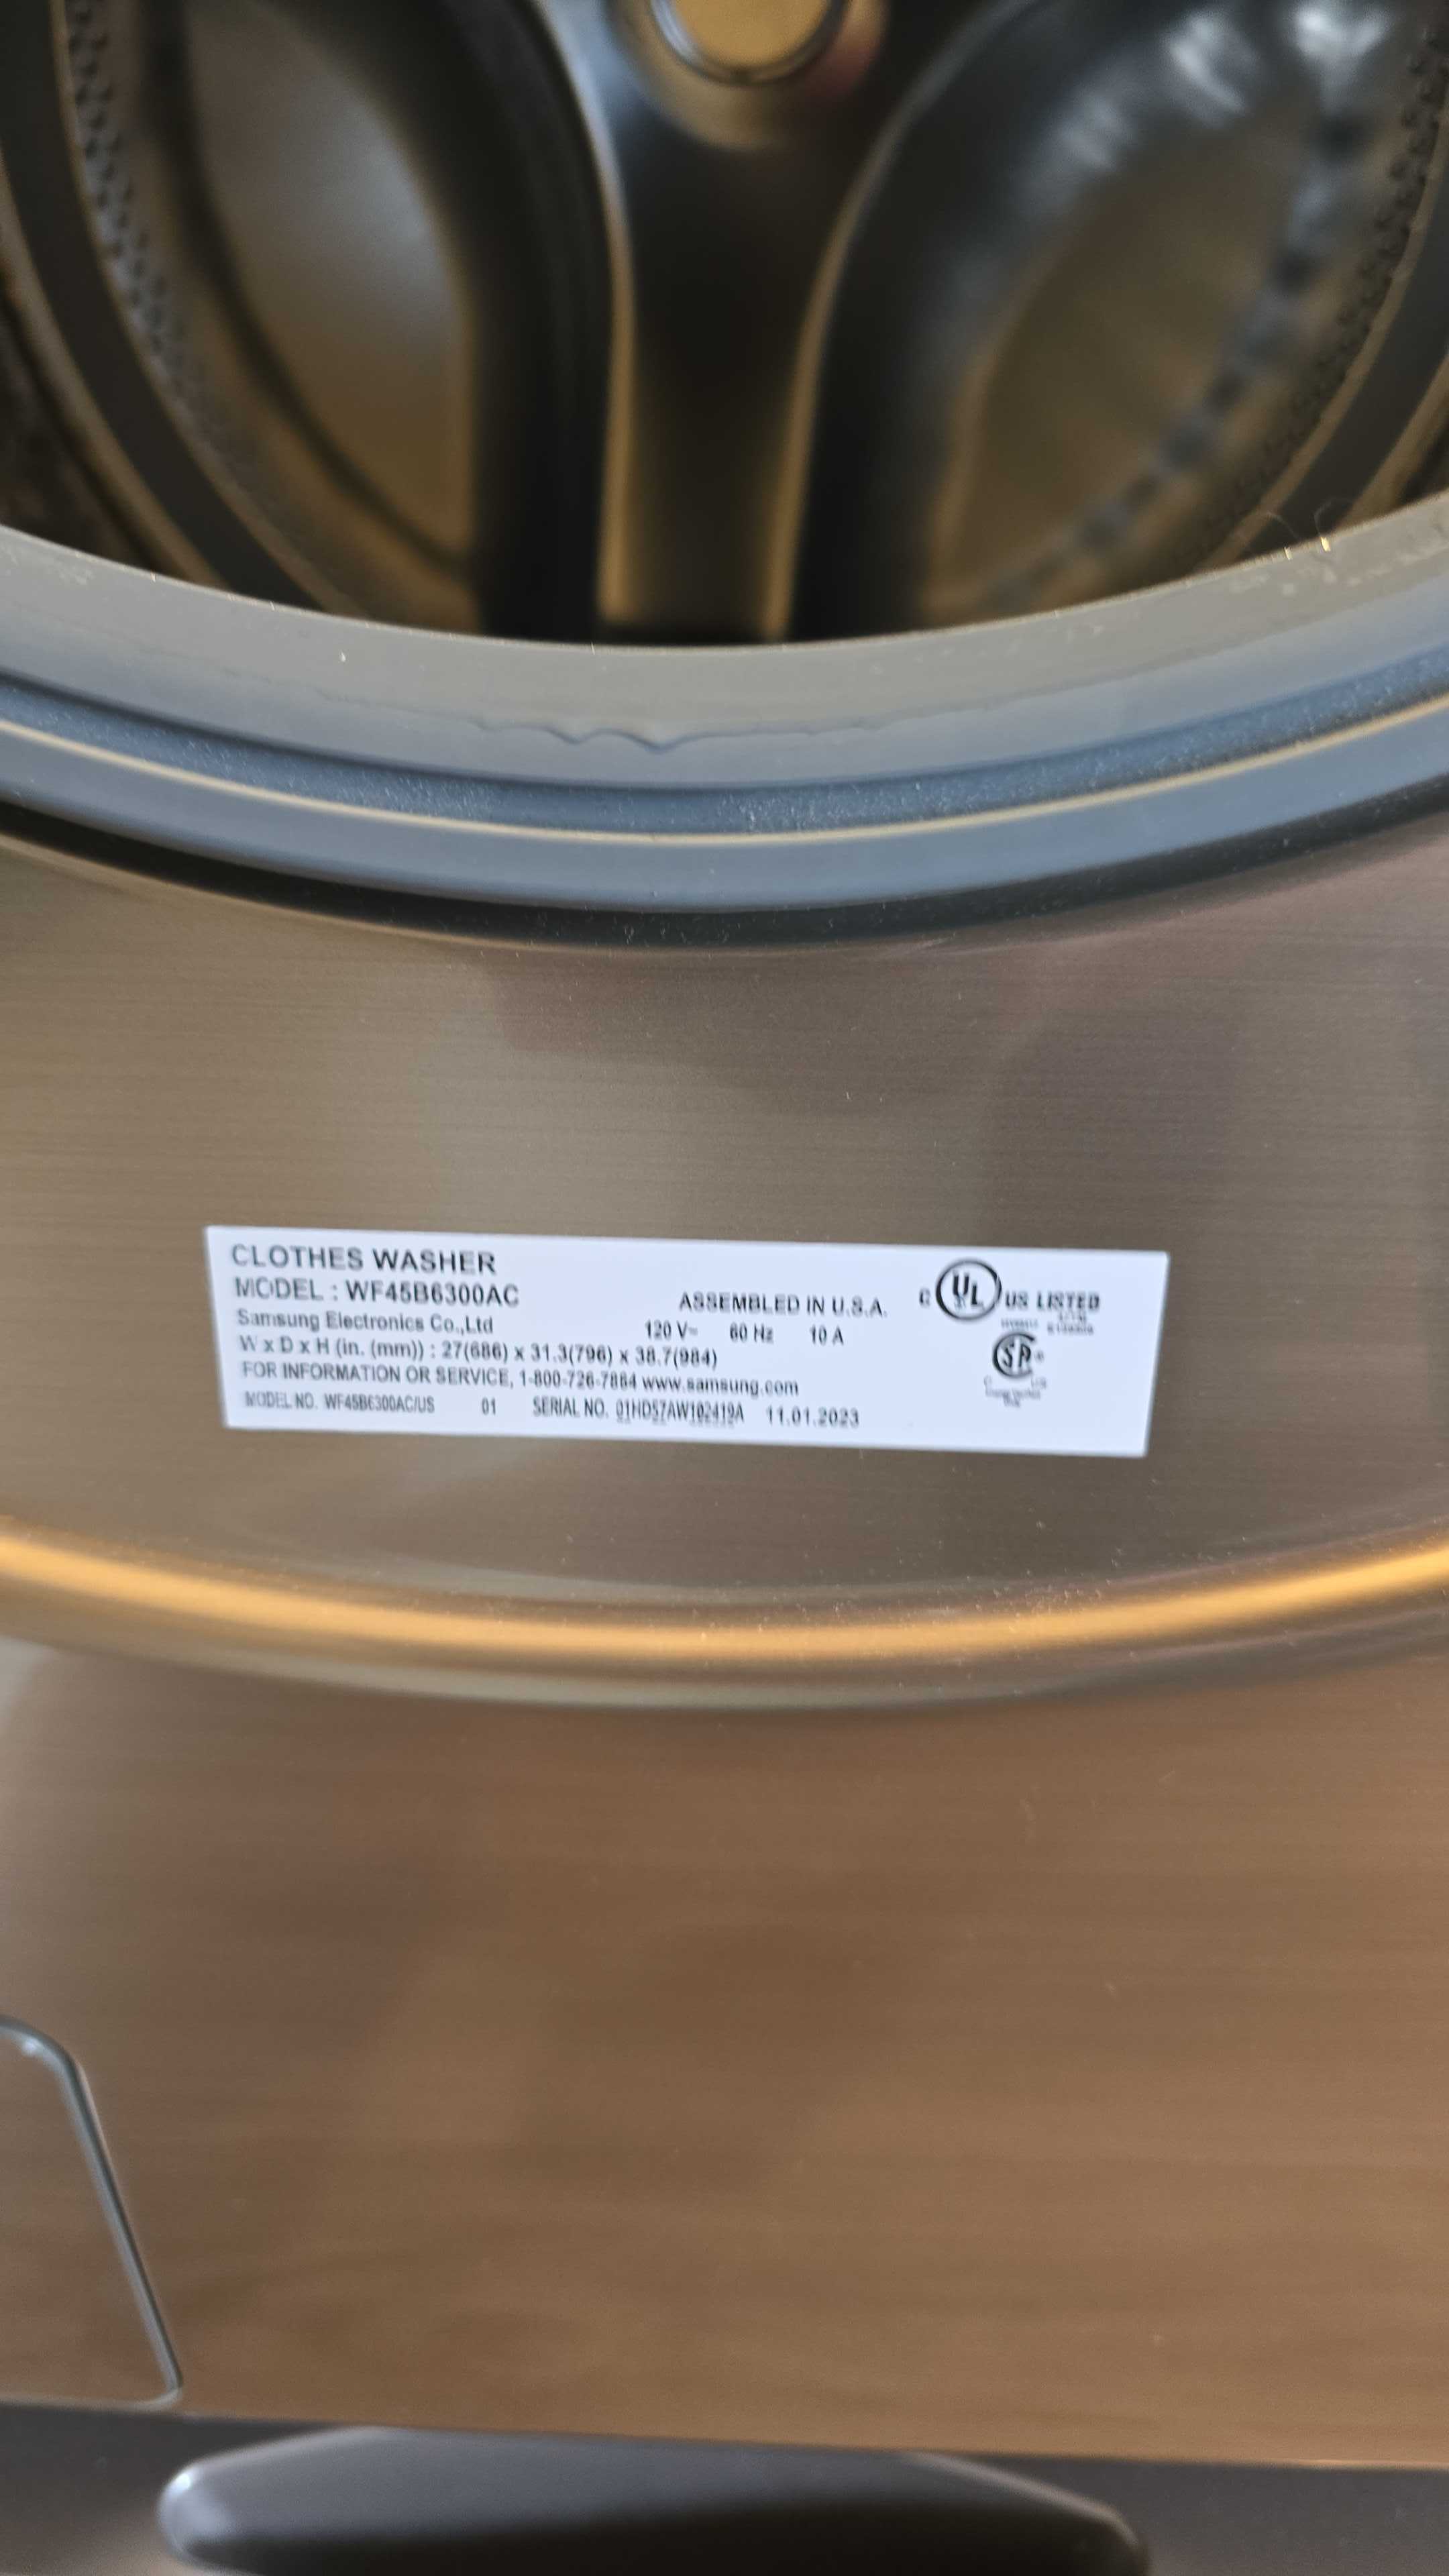 CLOTHES WASHER
MODEL : WF45B6300AC
Samsung Electronics Co.,Ltd
ASSEMBLED IN U.S.A.
120 V~ 60 Hz 10 A
W x D x H (in. (mm)) : 27(686) x 31.3(796) x 38.7(984)
FOR INFORMATION OR SERVICE, 1-800-726-7864 www.samsung.com
MODEL NO. WF45B6300AC/US 01 SERIAL NO. 01HD57AW102419A 11.01.2023
C UL US LISTED
SP